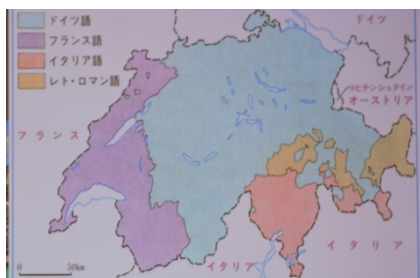 ドイツ語
フランス語
イタリア語
レト・ロマン語
ドイツ
リヒテンシュタイン
オーストリア
フランス
イタリア
イタリア
0 50km